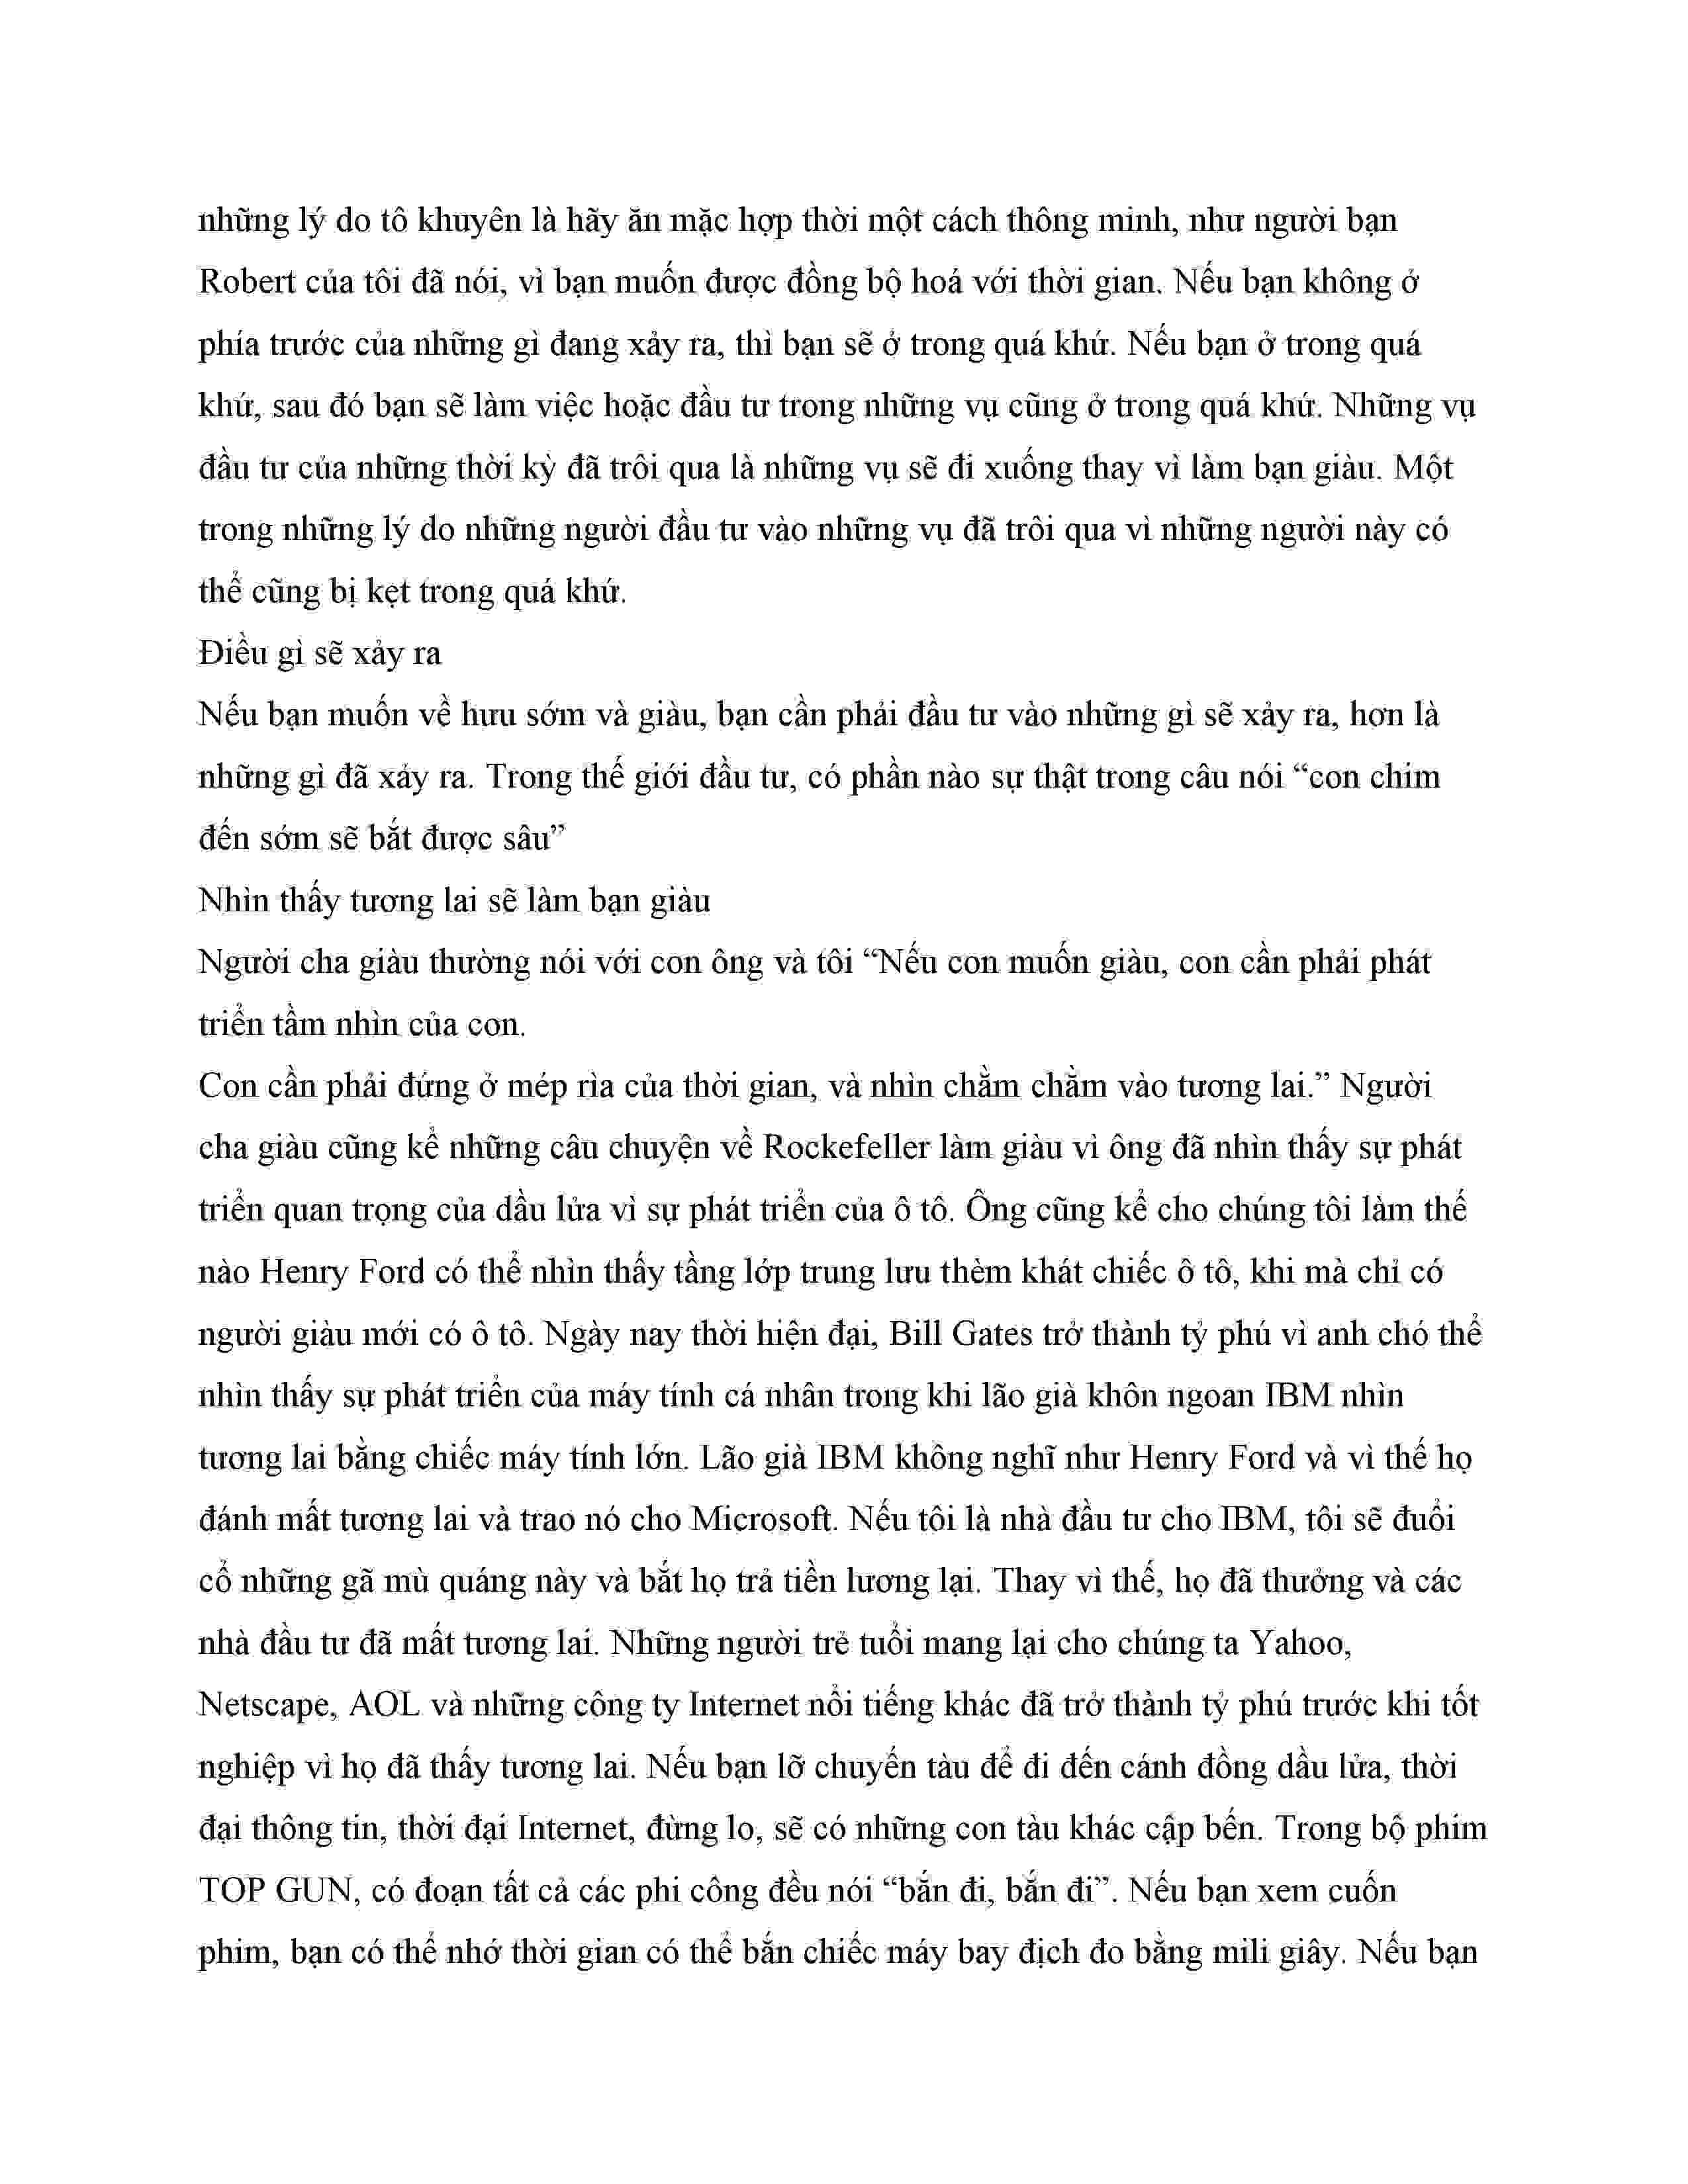 những lý do tô khuyên là hãy ăn mặc hợp thời một cách thông minh, như người bạn
Robert của tôi đã nói, vì bạn muốn được đồng bộ hoá với thời gian. Nếu bạn không ở
phía trước của những gì đang xảy ra, thì bạn sẽ ở trong quá khứ. Nếu bạn ở trong quá
khứ, sau đó bạn sẽ làm việc hoặc đầu tư trong những vụ cũng ở trong quá khứ. Những vụ
đầu tư của những thời kỳ đã trôi qua là những vụ sẽ đi xuống thay vì làm bạn giàu. Một
trong những lý do những người đầu tư vào những vụ đã trôi qua vì những người này có
thể cũng bị kẹt trong quá khứ.
Điều gì sẽ xảy ra
Nếu bạn muốn về hưu sớm và giàu, bạn cần phải đầu tư vào những gì sẽ xảy ra, hơn là
những gì đã xảy ra. Trong thế giới đầu tư, có phần nào sự thật trong câu nói “con chim
đến sớm sẽ bắt được sâu”
Nhìn thấy tương lai sẽ làm bạn giàu
Người cha giàu thường nói với con ông và tôi “Nếu con muốn giàu, con cần phải phát
triển tầm nhìn của con.
Con cần phải đứng ở mép rìa của thời gian, và nhìn chằm chằm vào tương lai.” Người
cha giàu cũng kể những câu chuyện về Rockefeller làm giàu vì ông đã nhìn thấy sự phát
triển quan trọng của dầu lửa vì sự phát triển của ô tô. Ông cũng kể cho chúng tôi làm thế
nào Henry Ford có thể nhìn thấy tầng lớp trung lưu thèm khát chiếc ô tô, khi mà chỉ có
người giàu mới có ô tô. Ngày nay thời hiện đại, Bill Gates trở thành tỷ phú vì anh chó thể
nhìn thấy sự phát triển của máy tính cá nhân trong khi lão già khôn ngoan IBM nhìn
tương lai bằng chiếc máy tính lớn. Lão già IBM không nghĩ như Henry Ford và vì thế họ
đánh mất tương lai và trao nó cho Microsoft. Nếu tôi là nhà đầu tư cho IBM, tôi sẽ đuổi
cổ những gã mù quáng này và bắt họ trả tiền lương lại. Thay vì thế, họ đã thưởng và các
nhà đầu tư đã mất tương lai. Những người trẻ tuổi mang lại cho chúng ta Yahoo,
Netscape, AOL và những công ty Internet nổi tiếng khác đã trở thành tỷ phú trước khi tốt
nghiệp vì họ đã thấy tương lai. Nếu bạn lỡ chuyến tàu để đi đến cánh đồng dầu lửa, thời
đại thông tin, thời đại Internet, đừng lo, sẽ có những con tàu khác cập bến. Trong bộ phim
TOP GUN, có đoạn tất cả các phi công đều nói “bắn đi, bắn đi”. Nếu bạn xem cuốn
phim, bạn có thể nhớ thời gian có thể bắn chiếc máy bay địch đo bằng mili giây. Nếu bạn